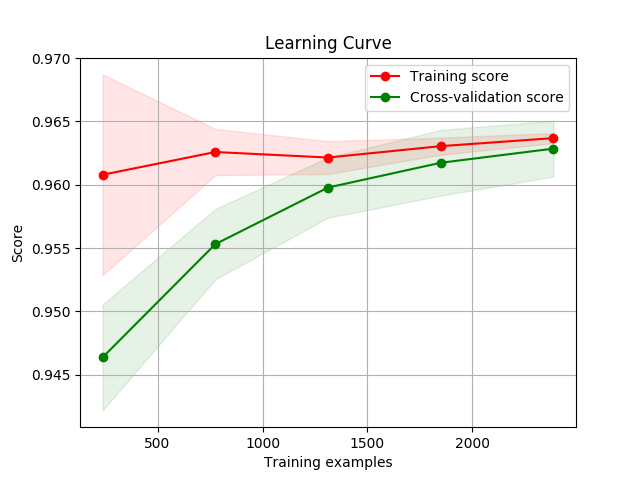 Learning Curve
Training score
Cross-validation score
0.970
0.965
0.960
0.955
0.950
0.945
Score
500 1000 1500 2000
Training examples